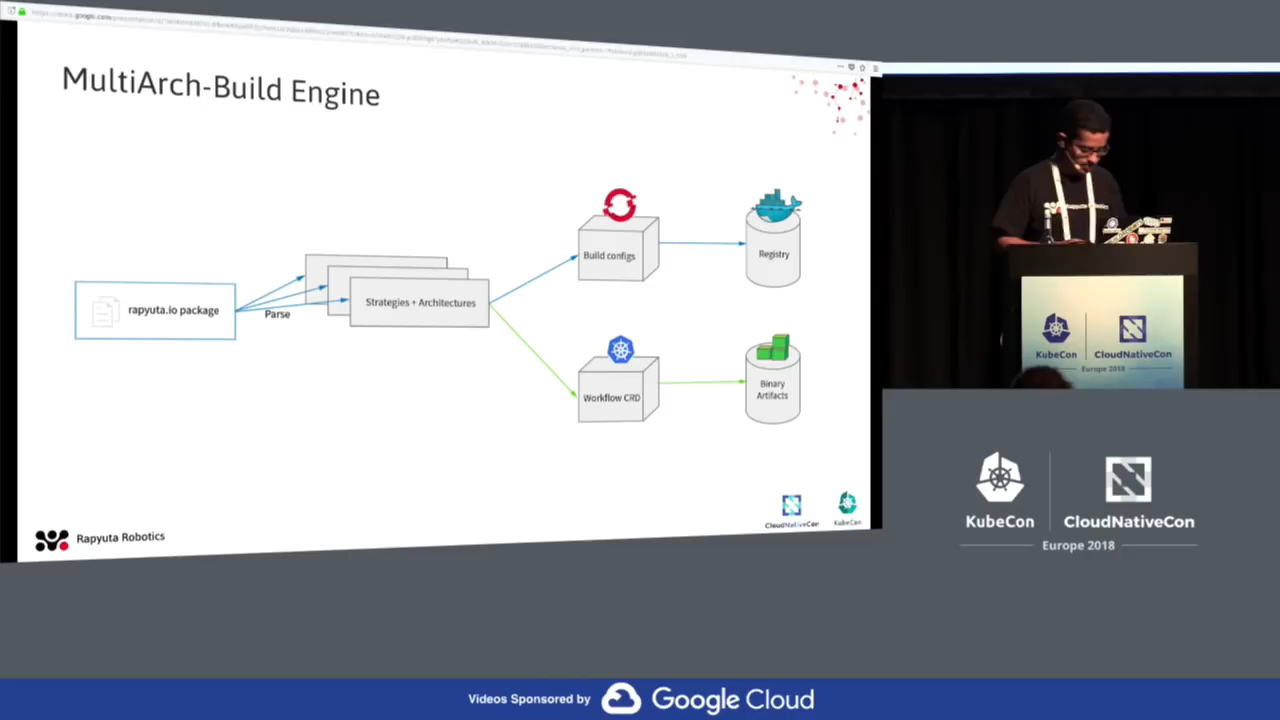 MultiArch-Build Engine
rapyuta.io package
Parse
Strategies + Architectures
Build configs
Registry
Workflow CRD
Binary
Artifacts
CloudNativeCon
KubeCon
Rapyuta Robotics
KubeCon
CloudNativeCon
Europe 2018
KubeCon
CloudNativeCon
Europe 2018
Videos Sponsored by
Google Cloud